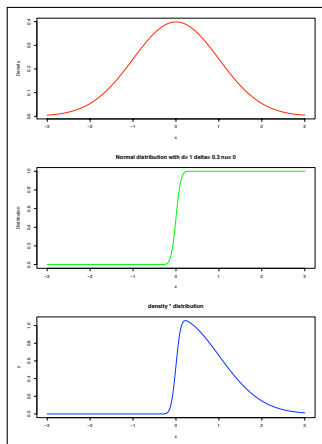 Density
0.0 0.1 0.2 0.3 0.4
-3 -2 -1 0 1 2 3
x
Normal distribution with d= 1 delta= 0.3 nu= 0
Distribution
0.0 0.2 0.4 0.6 0.8 1.0
-3 -2 -1 0 1 2 3
x
density * distribution
0.0 0.2 0.4 0.6 0.8 1.0
-3 -2 -1 0 1 2 3
x